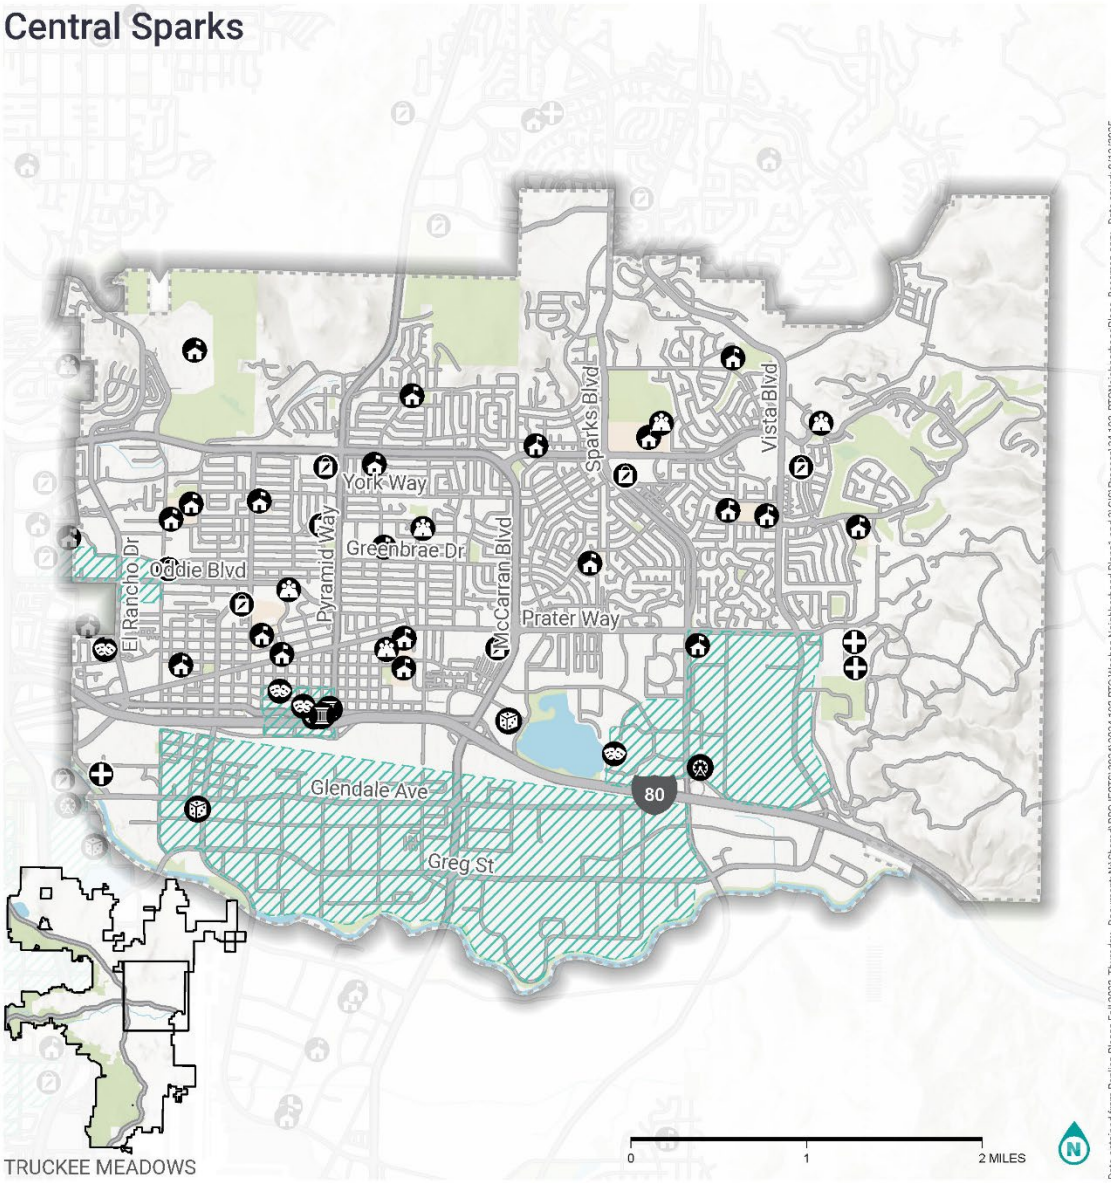 Central Sparks
Sparks Blvd
Vista Blvd
York Way
Pyramid Way
McCarran Blvd
Greenbrae Dr
El Rancho Dr
Oddie Blvd
Prater Way
Glendale Ave
80
Greg St
TRUCKEE MEADOWS
0 1 2 MILES
N